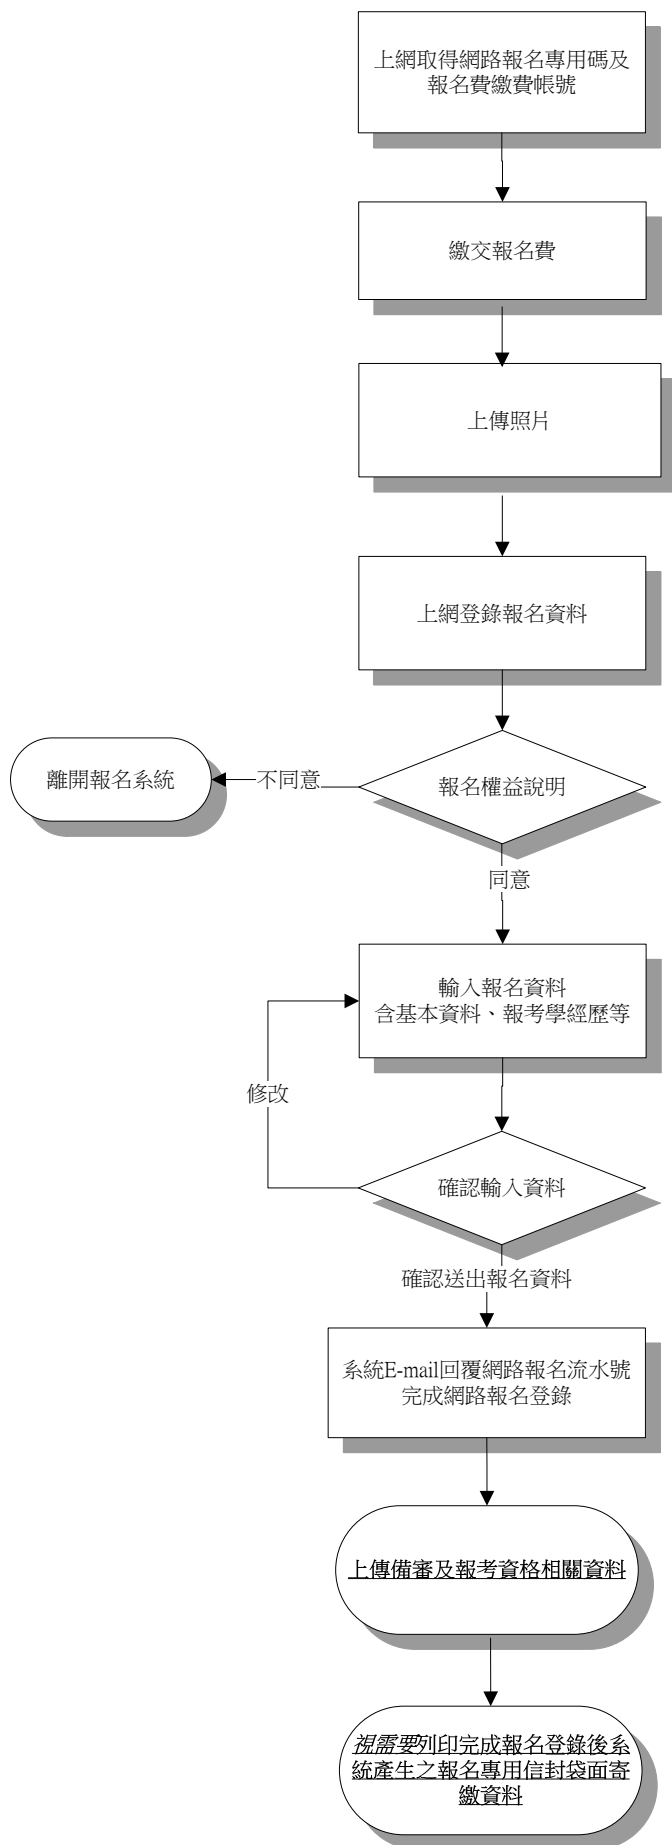 上網取得網路報名專用碼及
報名費繳費帳號
繳交報名費
上傳照片
上網登錄報名資料
離開報名系統
不同意
報名權益說明
同意
輸入報名資料
含基本資料、報考學經歷等
修改
確認輸入資料
確認送出報名資料
系統E-mail回覆網路報名流水號
完成網路報名登錄
上傳備審及報考資格相關資料
視需要列印完成報名登錄後系
統產生之報名專用信封袋面寄
繳資料